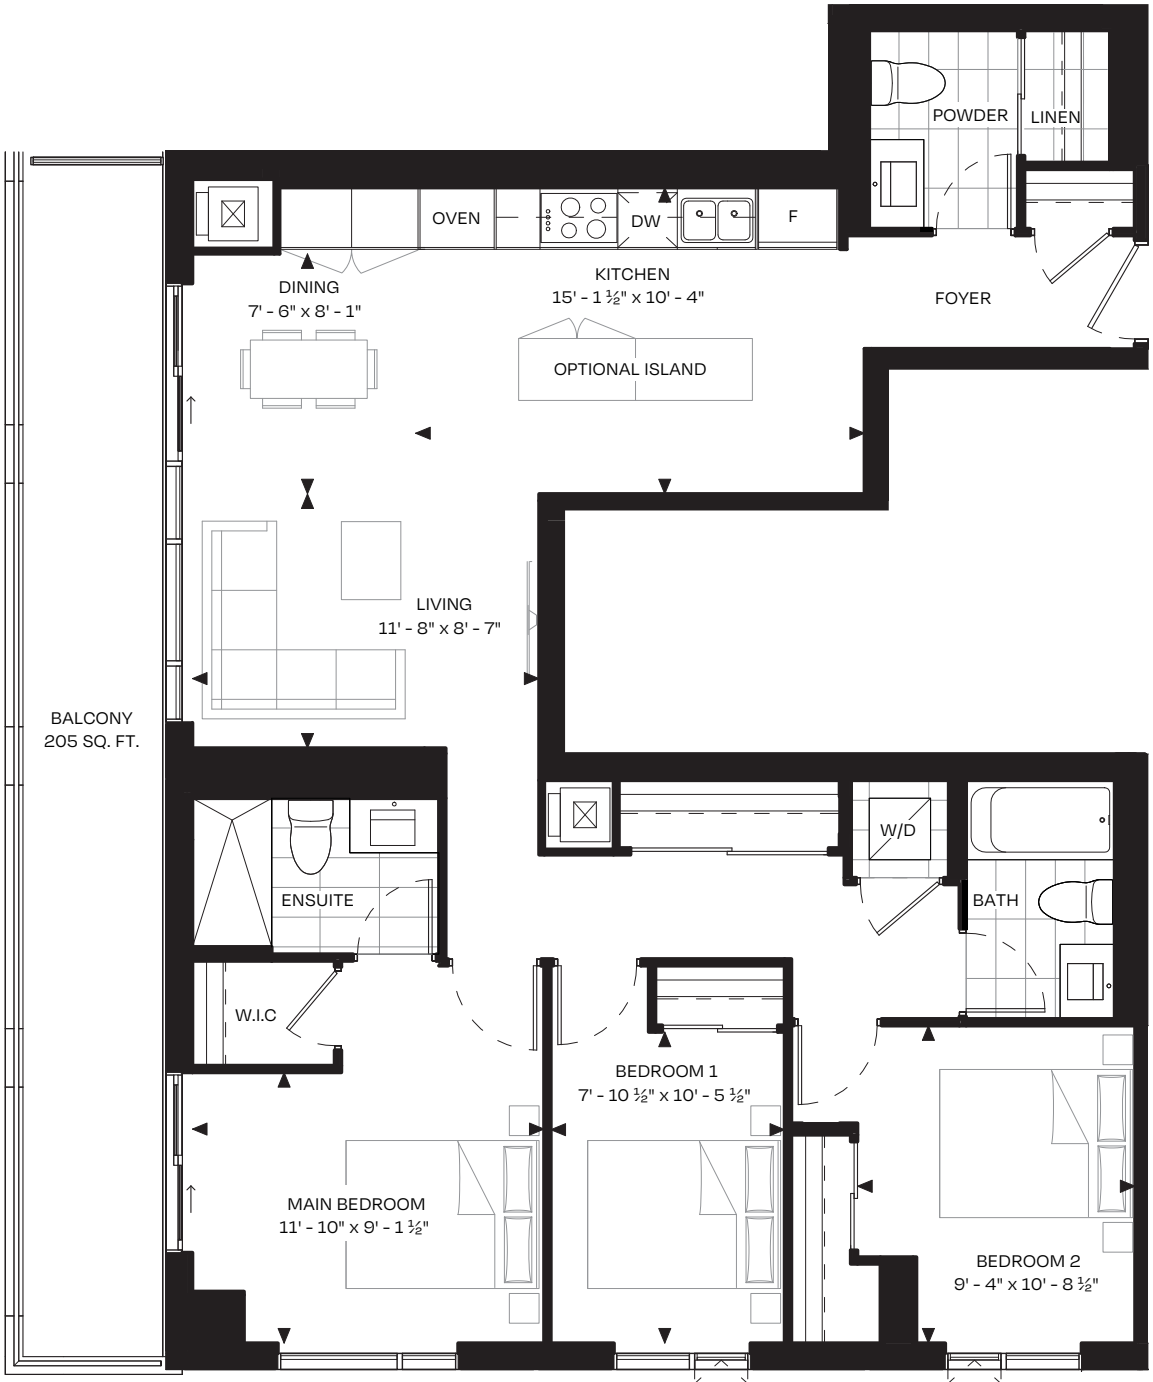 POWDER
LINEN
OVEN
DW
F
DINING
7' - 6" x 8' - 1"
KITCHEN
15' - 1 ½" x 10' - 4"
FOYER
OPTIONAL ISLAND
LIVING
11' - 8" x 8' - 7"
BALCONY
205 SQ. FT.
W/D
ENSUITE
BATH
W.I.C
BEDROOM 1
7' - 10 ½" x 10' - 5 ½"
MAIN BEDROOM
11' - 10" x 9' - 1 ½"
BEDROOM 2
9' - 4" x 10' - 8 ½"